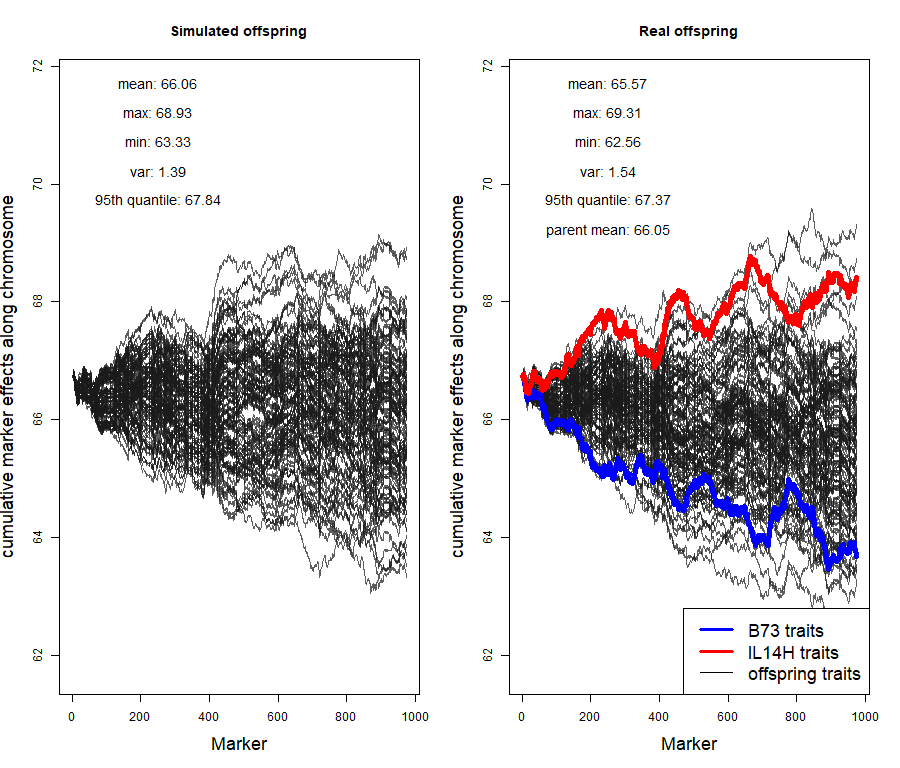 Simulated offspring
mean: 66.06
max: 68.93
min: 63.33
var: 1.39
95th quantile: 67.84
cumulative marker effects along chromosome
72
70
68
66
64
62
0
200
400
600
800
1000
Marker
Real offspring
mean: 65.57
max: 69.31
min: 62.56
var: 1.54
95th quantile: 67.37
parent mean: 66.05
cumulative marker effects along chromosome
72
70
68
66
64
62
B73 traits
IL14H traits
offspring traits
0
200
400
600
800
1000
Marker